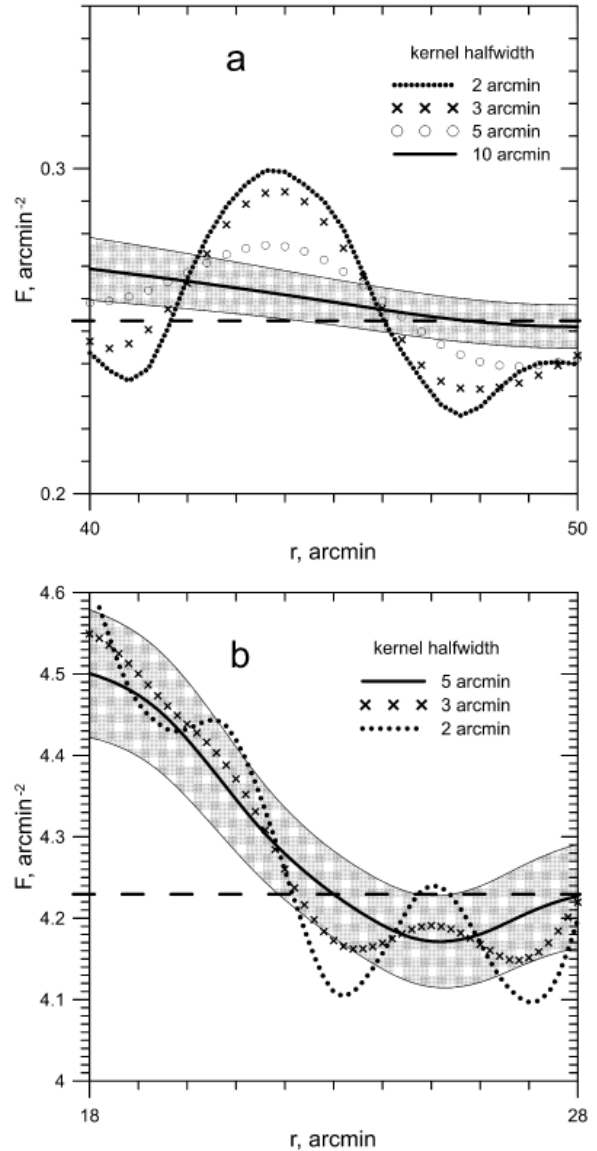 a
kernel halfwidth
2 arcmin
3 arcmin
5 arcmin
10 arcmin
0.3
0.2
F, arcmin-2
40
50
r, arcmin
b
kernel halfwidth
5 arcmin
3 arcmin
2 arcmin
4.6
4.5
4.4
4.3
4.2
4.1
4
F, arcmin-2
18
28
r, arcmin